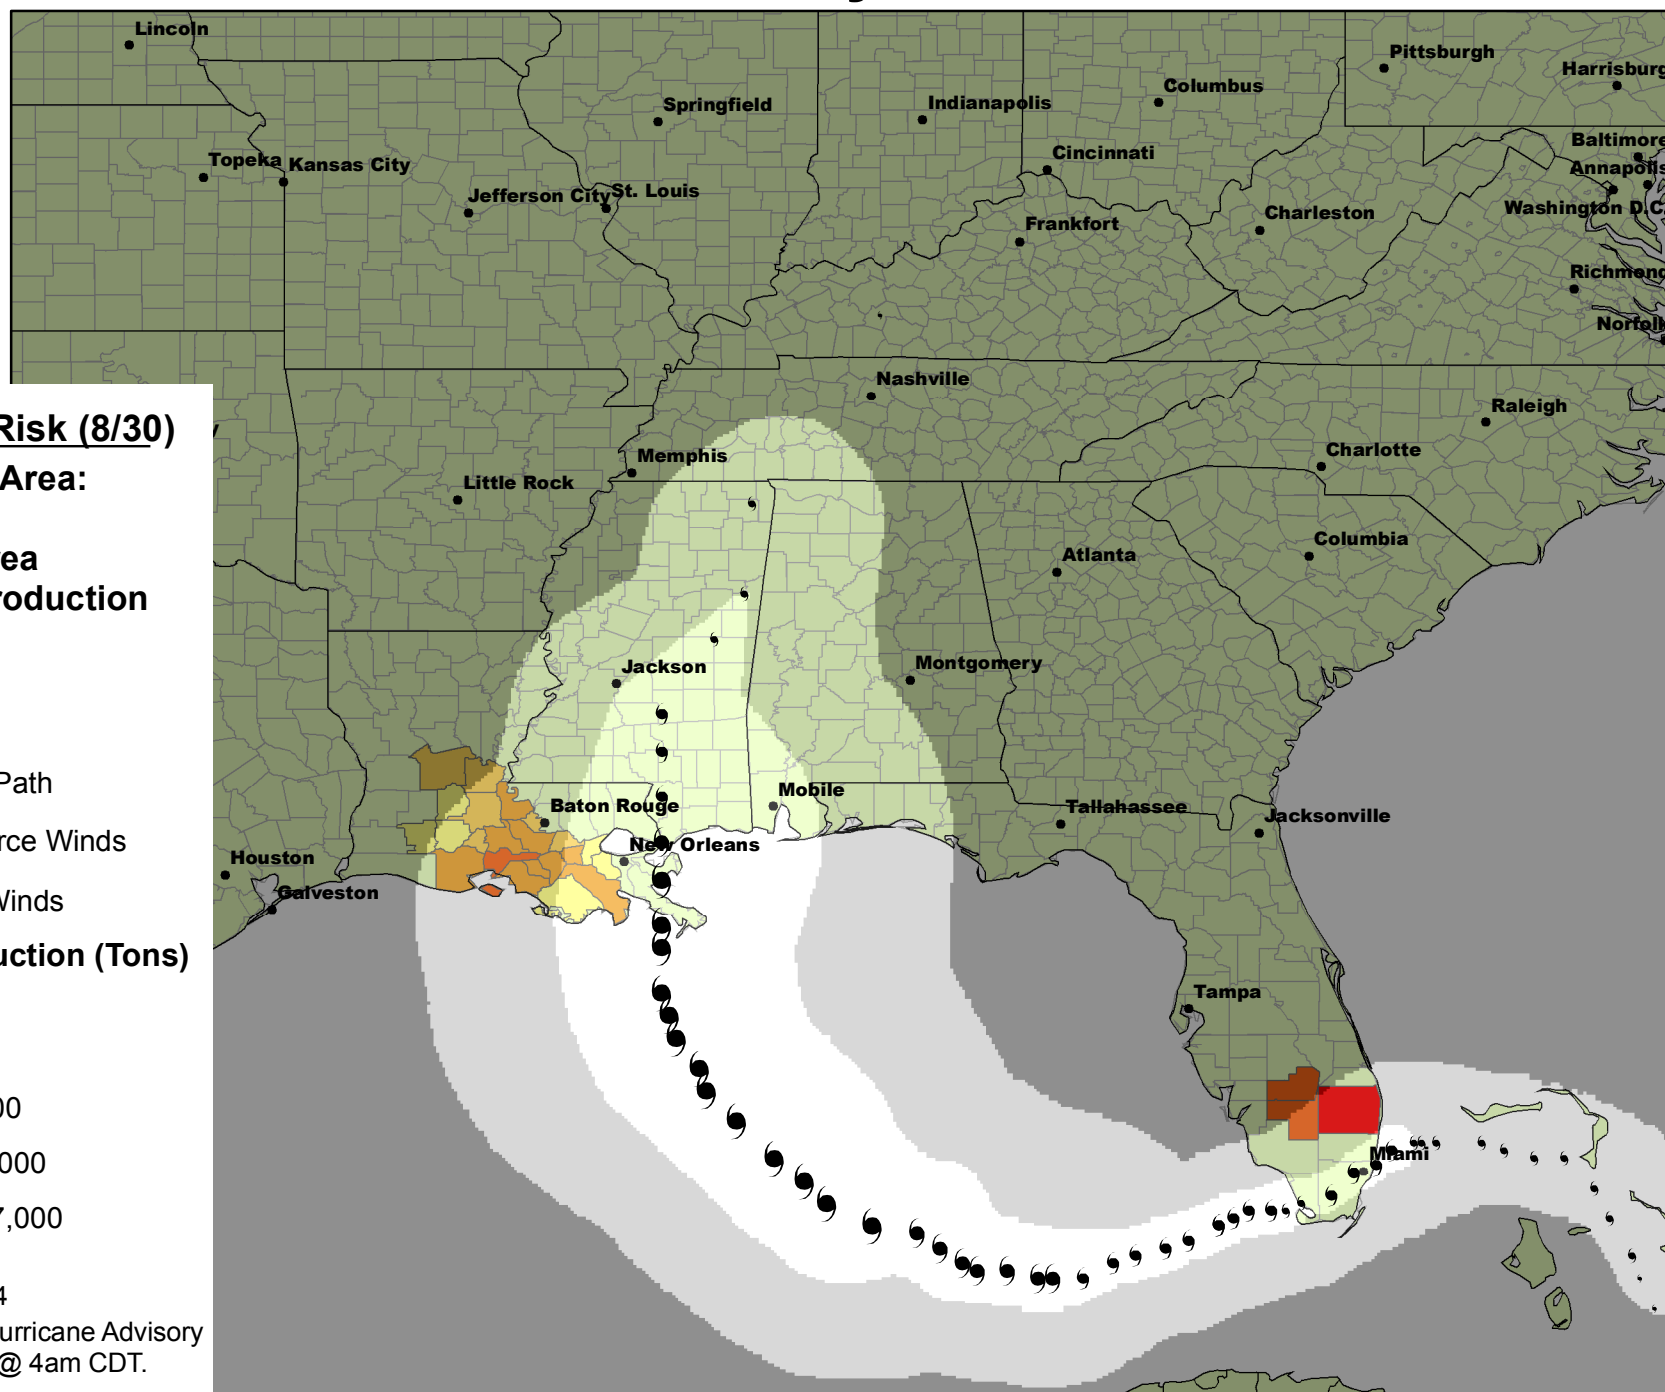 Lincoln
Pittsburgh
Harrisburg
Columbus
Springfield
Indianapolis
Baltimore
Cincinnati
Topeka
Kansas City
Annapolis
Jefferson City
St. Louis
Washington D.C.
Charleston
Frankfort
Richmond
Norfolk
Nashville
Raleigh
Charlotte
Memphis
Little Rock
Columbia
Atlanta
Montgomery
Jackson
Mobile
Baton Rouge
Tallahassee
Jacksonville
New Orleans
Houston
Galveston
Tampa
Miami
Risk (8/30)
Area:
ea
roduction
Path
rce Winds
Winds
uction (Tons)
00
000
7,000
4
urricane Advisory
@ 4am CDT.